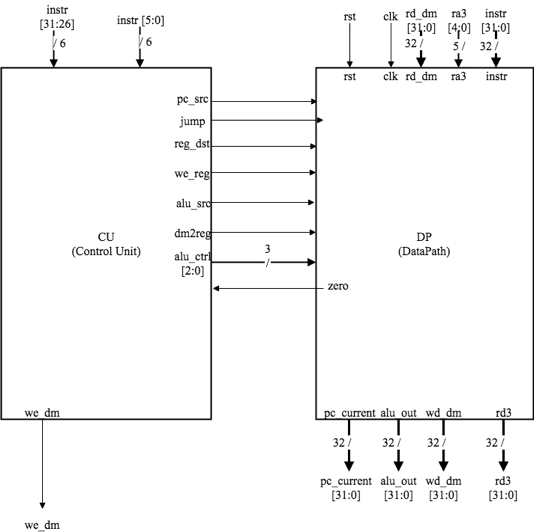 instr
[31:26]
/ 6
instr [5:0]
/ 6
rst
clk
rd_dm
[31:0]
32 /
ra3
[4:0]
5 /
instr
[31:0]
32 /
rst
clk
rd_dm
ra3
instr
pc_src
jump
reg_dst
we_reg
alu_src
dm2reg
alu_ctrl
[2:0]
3
/
zero
CU
(Control Unit)
DP
(DataPath)
we_dm
pc_current
alu_out
wd_dm
rd3
32 /
32 /
32 /
32 /
we_dm
pc_current
[31:0]
alu_out
[31:0]
wd_dm
[31:0]
rd3
[31:0]